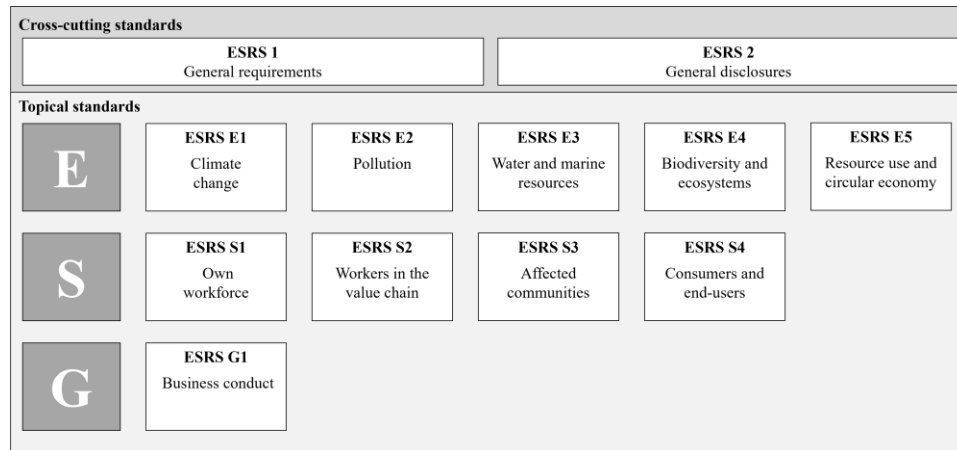 Cross-cutting standards
ESRS 1
General requirements
ESRS 2
General disclosures
Topical standards
E
ESRS E1
Climate
change
ESRS E2
Pollution
ESRS E3
Water and marine
resources
ESRS E4
Biodiversity and
ecosystems
ESRS E5
Resource use and
circular economy
S
ESRS S1
Own
workforce
ESRS S2
Workers in the
value chain
ESRS S3
Affected
communities
ESRS S4
Consumers and
end-users
G
ESRS G1
Business conduct